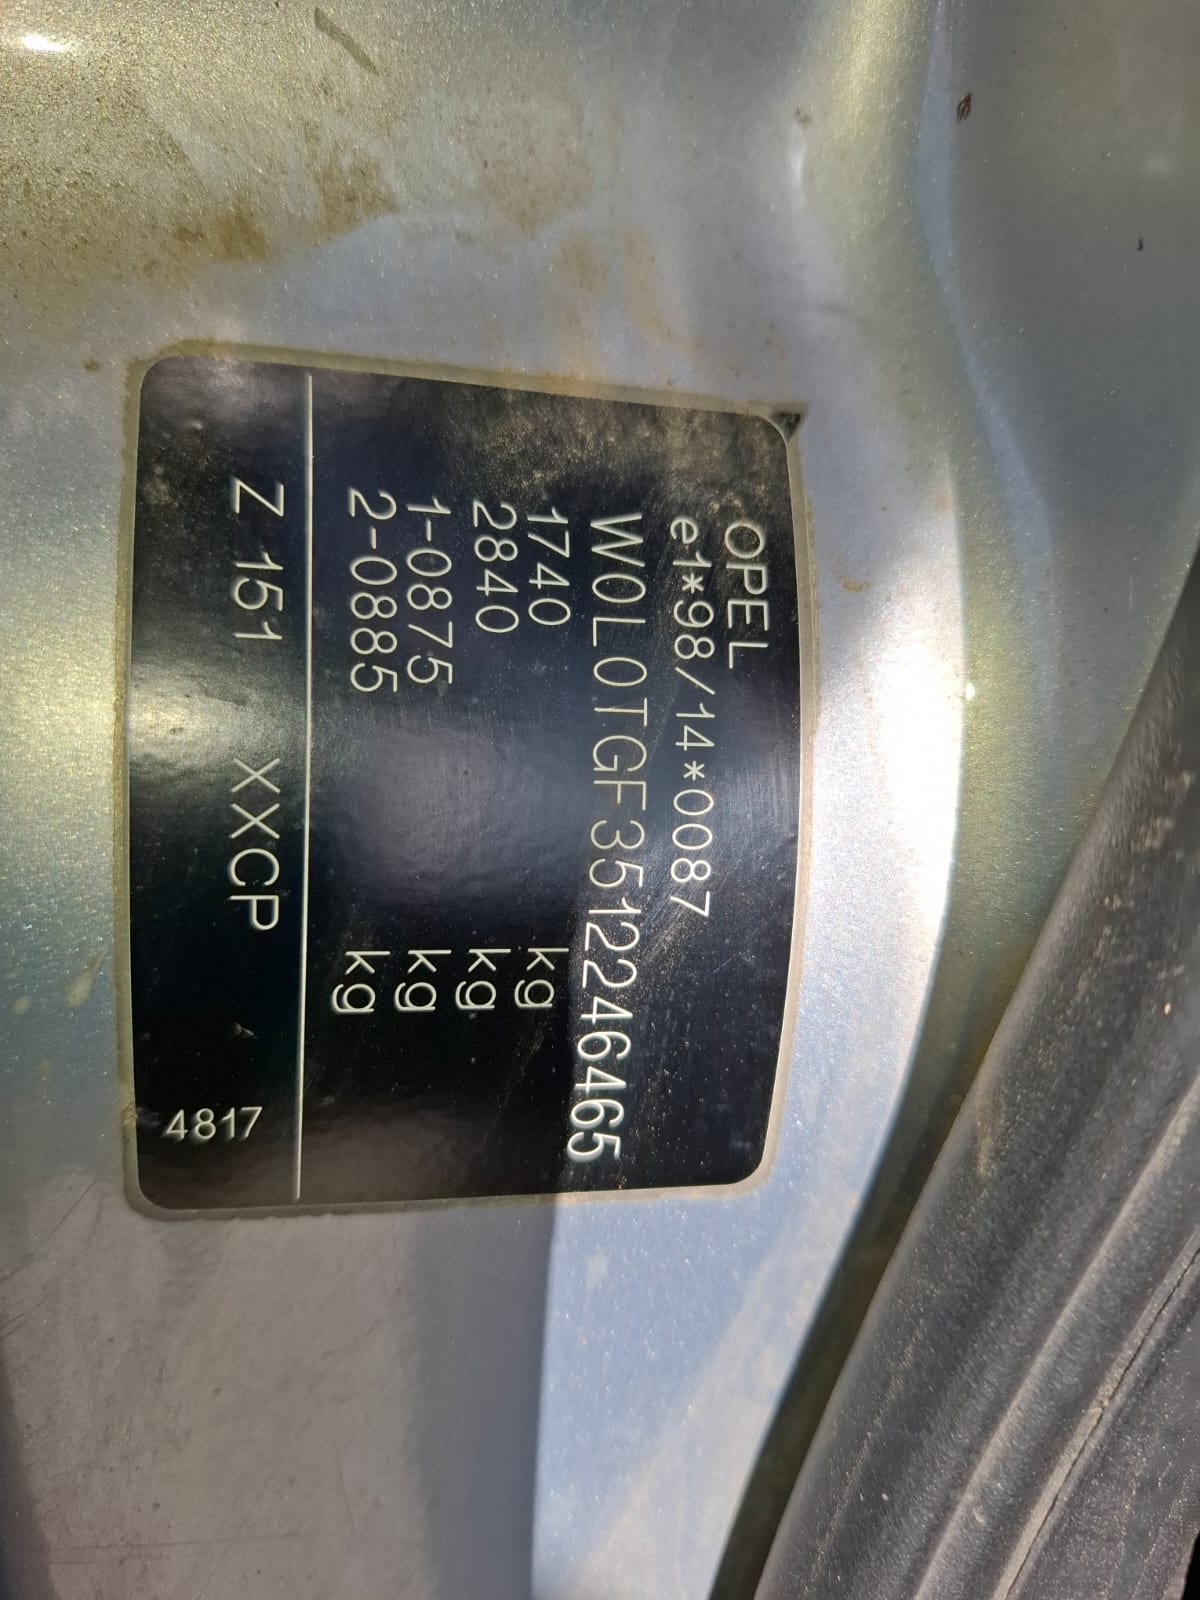 OPEL
e1*98/14*0087
W0L0TGF3512246465
1740 kg
2840 kg
1-0875 kg
2-0885 kg
Z 151 XXCP
4817